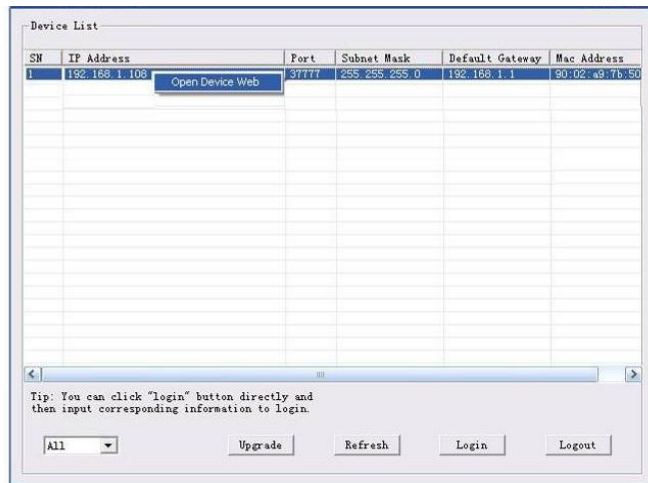 Device List
SN IP Address Port Subnet Mask Default Gateway Mac Address
1 192.168.1.108 37777 255.255.255.0 192.168.1.1 90:02:a9:7b:50
Open Device Web
Tip: You can click "login" button directly and
then input corresponding information to login.
All Upgrade Refresh Login Logout